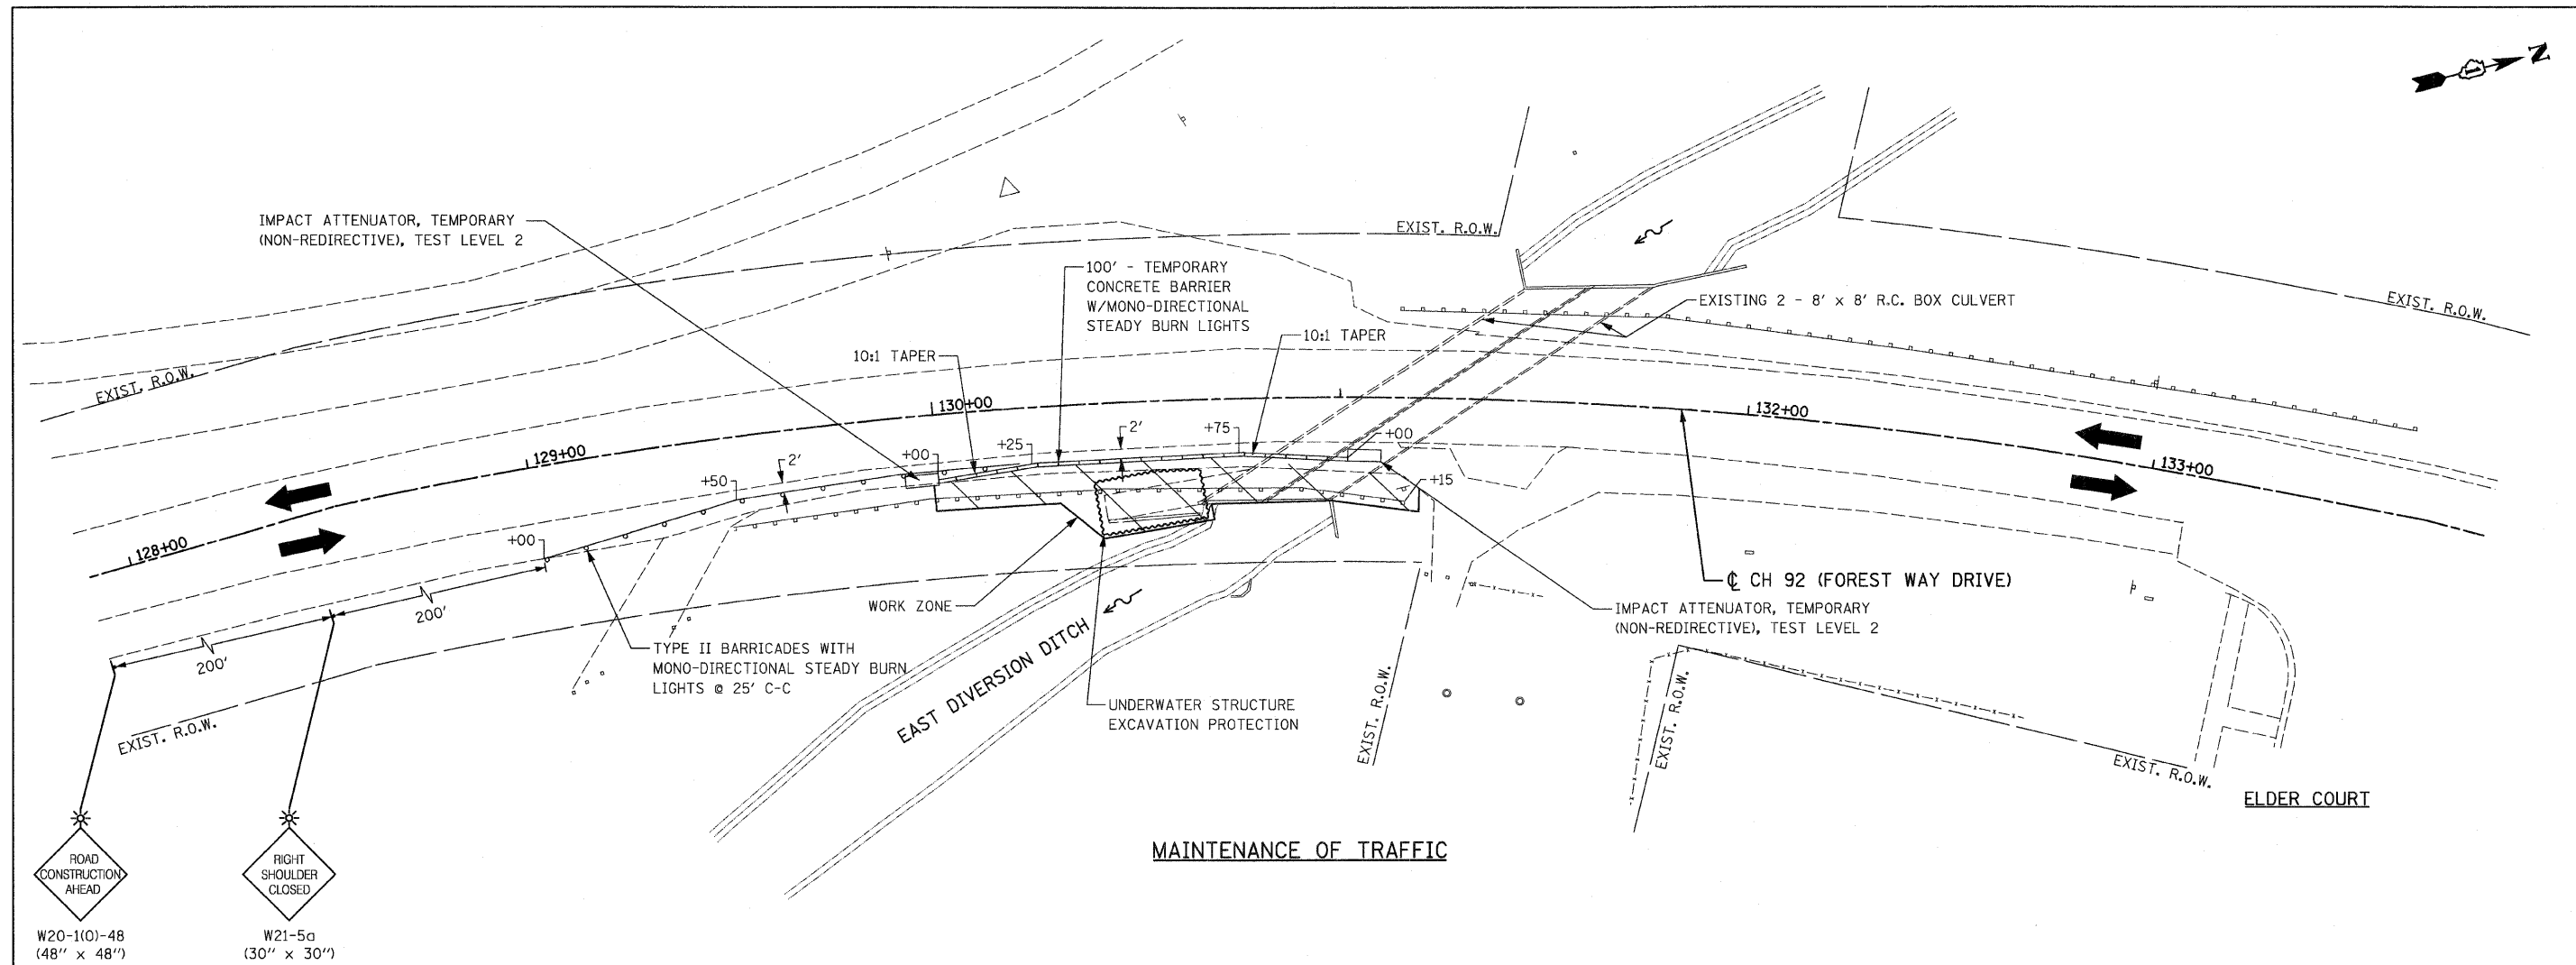 N
IMPACT ATTENUATOR, TEMPORARY
(NON-REDIRECTIVE), TEST LEVEL 2
EXIST. R.O.W.
100' - TEMPORARY
CONCRETE BARRIER
W/MONO-DIRECTIONAL
STEADY BURN LIGHTS
EXISTING 2 - 8' x 8' R.C. BOX CULVERT
EXIST. R.O.W.
10:1 TAPER
10:1 TAPER
EXIST. R.O.W.
130+00
132+00
129+00
133+00
128+00
+00
+50
2'
+00
+25
2'
+75
+00
+15
200'
200'
WORK ZONE
TYPE II BARRICADES WITH
MONO-DIRECTIONAL STEADY BURN
LIGHTS @ 25' C-C
EAST DIVERSION DITCH
UNDERWATER STRUCTURE
EXCAVATION PROTECTION
℄ CH 92 (FOREST WAY DRIVE)
IMPACT ATTENUATOR, TEMPORARY
(NON-REDIRECTIVE), TEST LEVEL 2
EXIST. R.O.W.
EXIST. R.O.W.
EXIST. R.O.W.
EXIST. R.O.W.
ELDER COURT
MAINTENANCE OF TRAFFIC
ROAD
CONSTRUCTION
AHEAD
W20-1(O)-48
(48" x 48")
RIGHT
SHOULDER
CLOSED
W21-5a
(30" x 30")